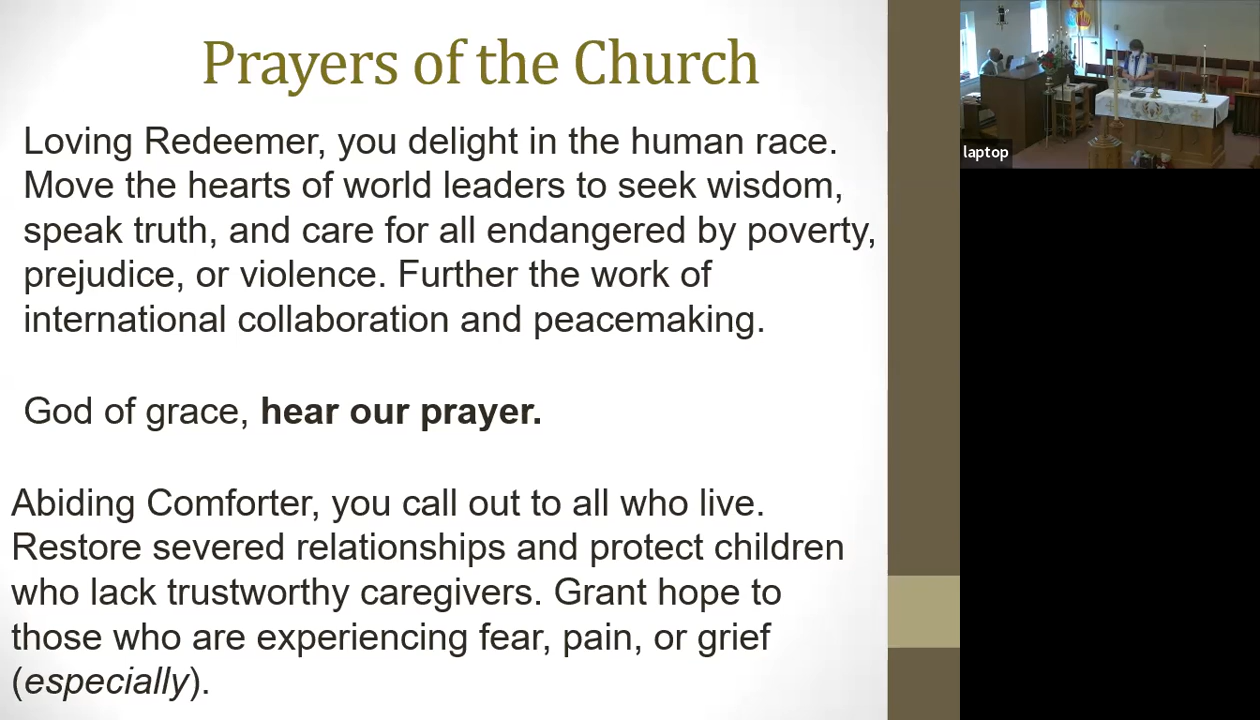 Prayers of the Church
laptop
Loving Redeemer, you delight in the human race.
Move the hearts of world leaders to seek wisdom,
speak truth, and care for all endangered by poverty,
prejudice, or violence. Further the work of
international collaboration and peacemaking.
God of grace, hear our prayer.
Abiding Comforter, you call out to all who live.
Restore severed relationships and protect children
who lack trustworthy caregivers. Grant hope to
those who are experiencing fear, pain, or grief
(especially).